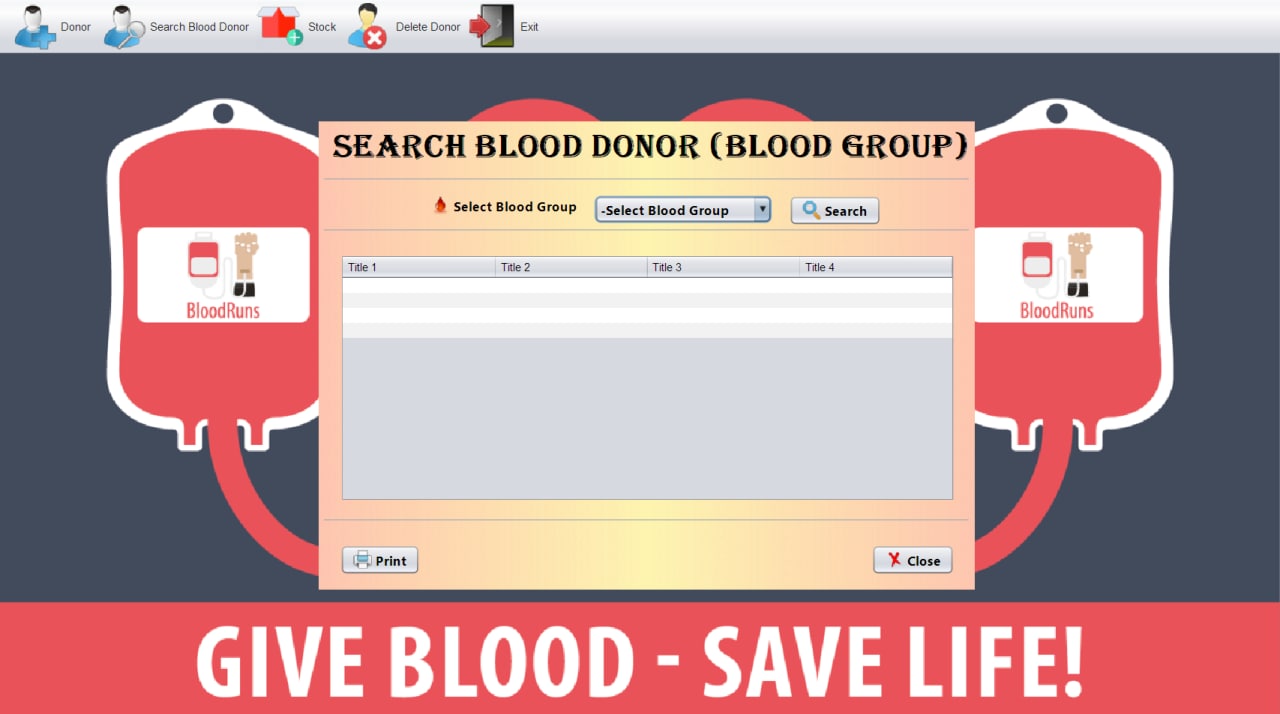 Donor Search Blood Donor Stock Delete Donor Exit
SEARCH BLOOD DONOR (BLOOD GROUP)
Select Blood Group -Select Blood Group Search
Title 1 Title 2 Title 3 Title 4
BloodRuns BloodRuns
Print Close
GIVE BLOOD - SAVE LIFE!